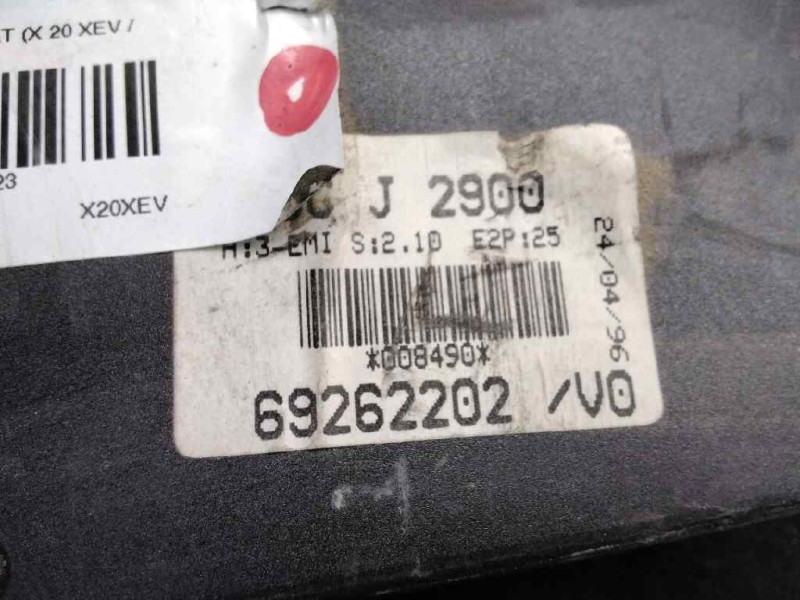 (X 20 XEV /
23
X20XEV
J 2900
H:3-EMI S:2.10 E2P:25
24/04/96
*008490*
69262202 /V0